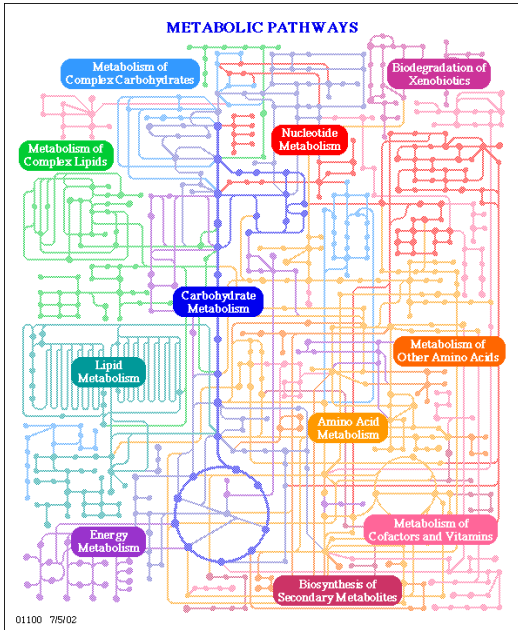 METABOLIC PATHWAYS
Metabolism of
Complex Carbohydrates
Biodegradation of
Xenobiotics
Nucleotide
Metabolism
Metabolism of
Complex Lipids
Carbohydrate
Metabolism
Metabolism of
Other Amino Acids
Lipid
Metabolism
Amino Acid
Metabolism
Metabolism of
Cofactors and Vitamins
Energy
Metabolism
Biosynthesis of
Secondary Metabolites
01100 7/5/02